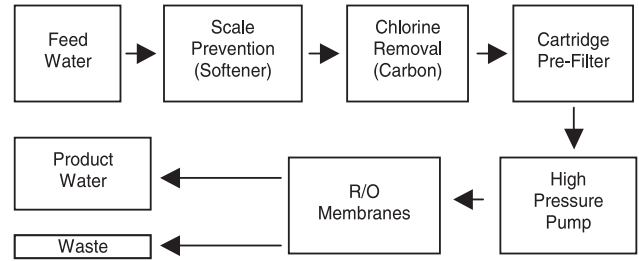 Feed
Water
Scale
Prevention
(Softener)
Chlorine
Removal
(Carbon)
Cartridge
Pre-Filter
High
Pressure
Pump
R/O
Membranes
Product
Water
Waste